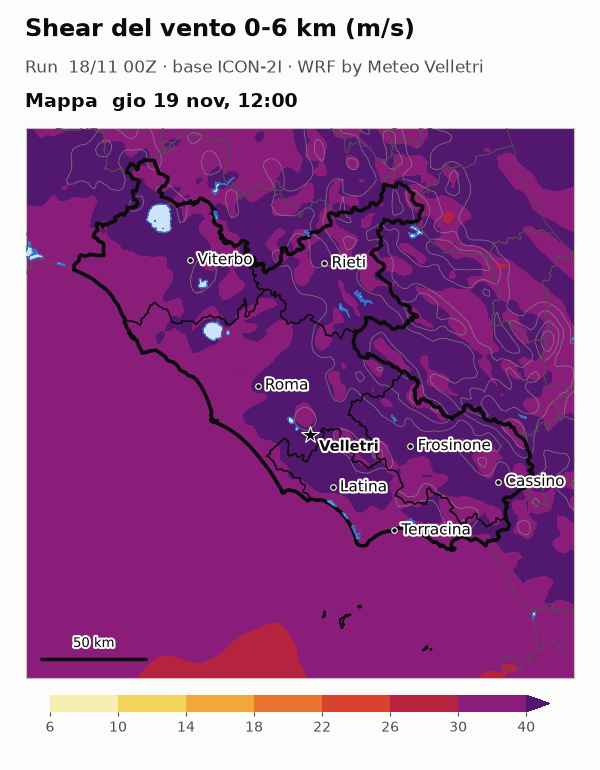 Shear del vento 0-6 km (m/s)
Run 18/11 00Z · base ICON-2I · WRF by Meteo Velletri
Mappa gio 19 nov, 12:00
Viterbo
Rieti
Roma
Velletri
Frosinone
Latina
Cassino
Terracina
50 km
6 10 14 18 22 26 30 40